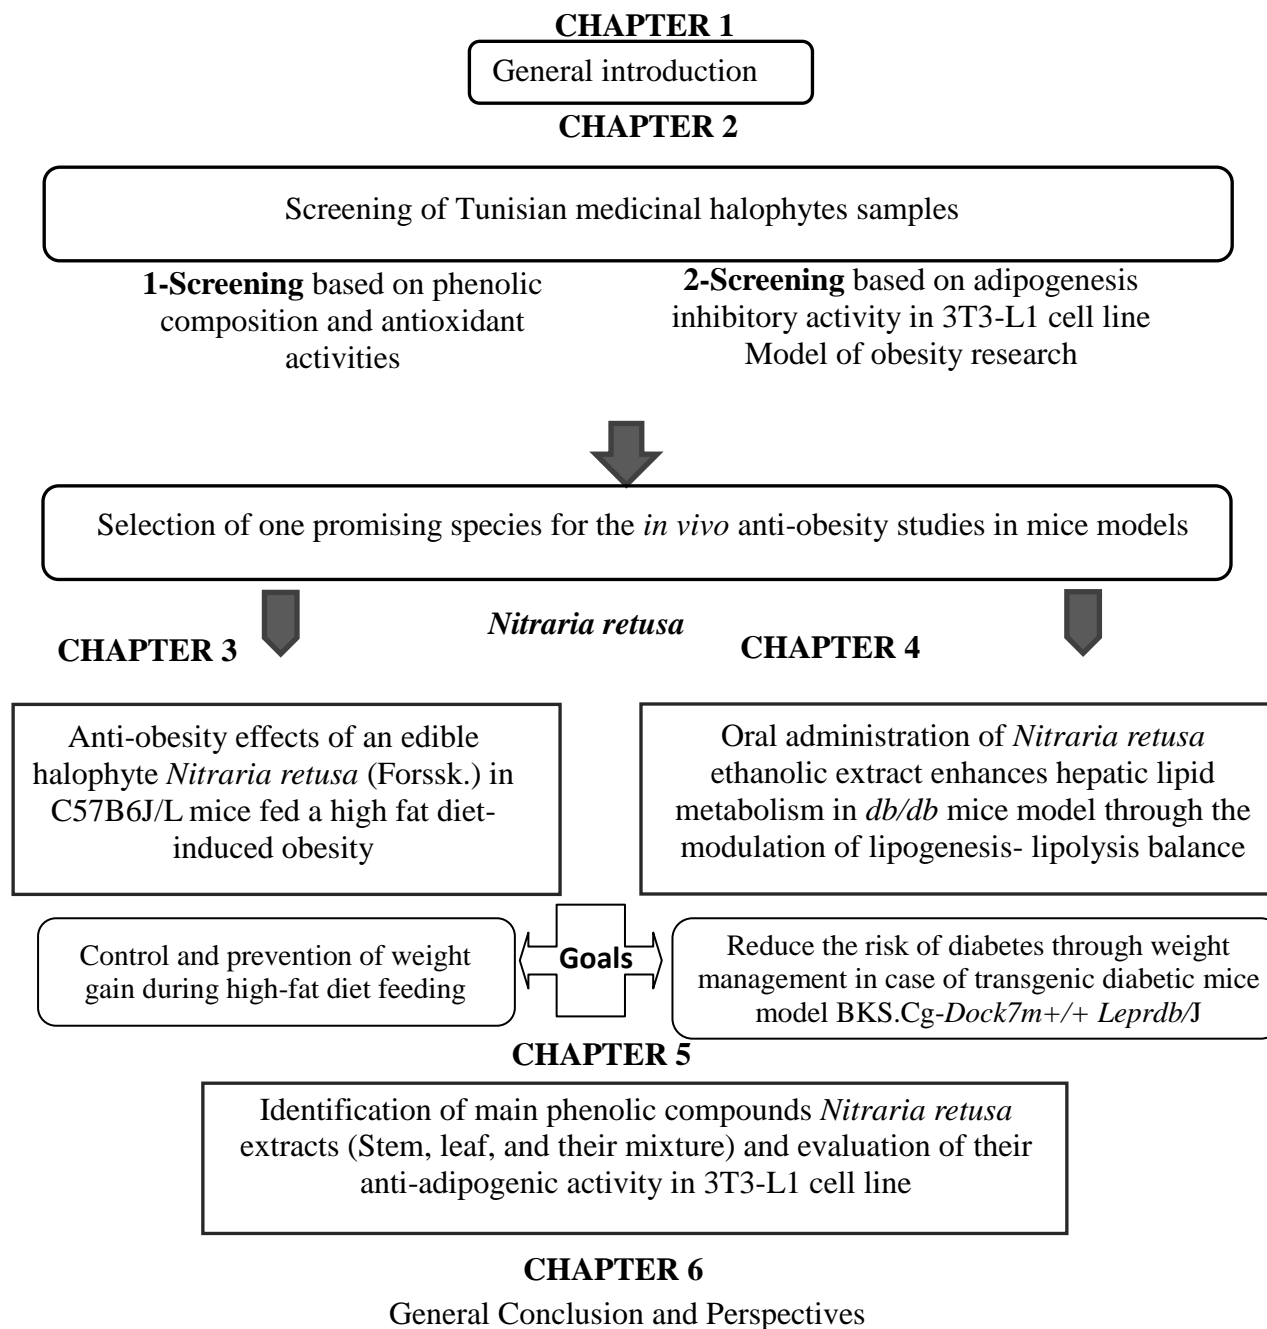 CHAPTER 1
General introduction
CHAPTER 2
Screening of Tunisian medicinal halophytes samples
1-Screening based on phenolic
composition and antioxidant
activities
2-Screening based on adipogenesis
inhibitory activity in 3T3-L1 cell line
Model of obesity research
Selection of one promising species for the in vivo anti-obesity studies in mice models
Nitraria retusa
CHAPTER 3
Anti-obesity effects of an edible
halophyte Nitraria retusa (Forssk.) in
C57B6J/L mice fed a high fat diet-
induced obesity
CHAPTER 4
Oral administration of Nitraria retusa
ethanolic extract enhances hepatic lipid
metabolism in db/db mice model through the
modulation of lipogenesis- lipolysis balance
Control and prevention of weight
gain during high-fat diet feeding
Goals
Reduce the risk of diabetes through weight
management in case of transgenic diabetic mice
model BKS.Cg-Dock7m+/+ Leprdb/J
CHAPTER 5
Identification of main phenolic compounds Nitraria retusa
extracts (Stem, leaf, and their mixture) and evaluation of their
anti-adipogenic activity in 3T3-L1 cell line
CHAPTER 6
General Conclusion and Perspectives